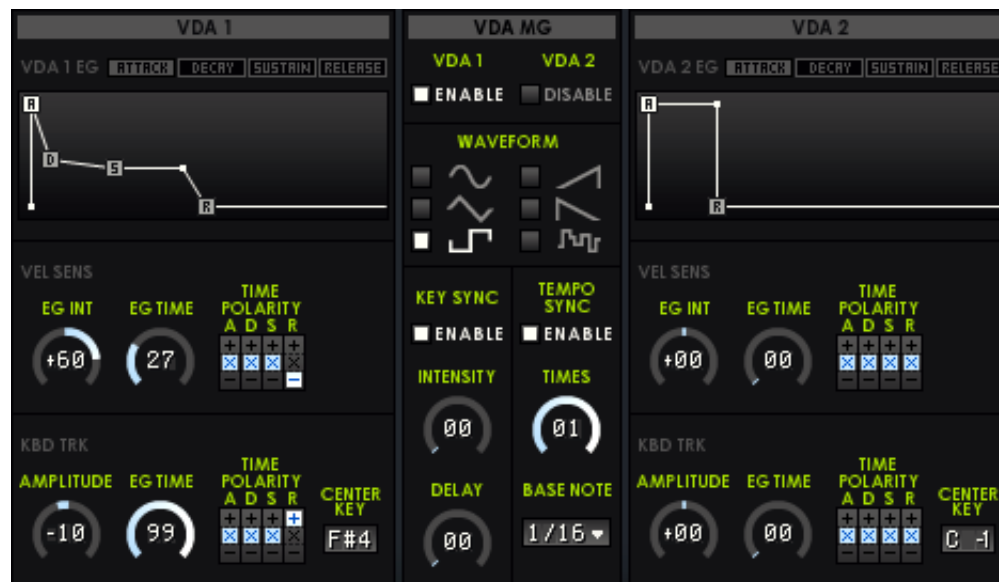 VDA 1
VDA 1 EG ATTACK DECAY SUSTAIN RELEASE
A
D
S
R
VEL SENS
EG INT EG TIME TIME POLARITY
A D S R
+ + + +
+60 27 × × × ×
− − − −
KBD TRK
AMPLITUDE EG TIME TIME POLARITY CENTER KEY
A D S R
+ + + +
-10 99 × × × × F#4
− − − −
VDA MG
VDA 1 VDA 2
ENABLE DISABLE
WAVEFORM
KEY SYNC TEMPO SYNC
ENABLE ENABLE
INTENSITY TIMES
00 01
DELAY BASE NOTE
00 1/16
VDA 2
VDA 2 EG ATTACK DECAY SUSTAIN RELEASE
A
R
VEL SENS
EG INT EG TIME TIME POLARITY
A D S R
+ + + +
+00 00 × × × ×
− − − −
KBD TRK
AMPLITUDE EG TIME TIME POLARITY CENTER KEY
A D S R
+ + + +
+00 00 × × × × C -1
− − − −